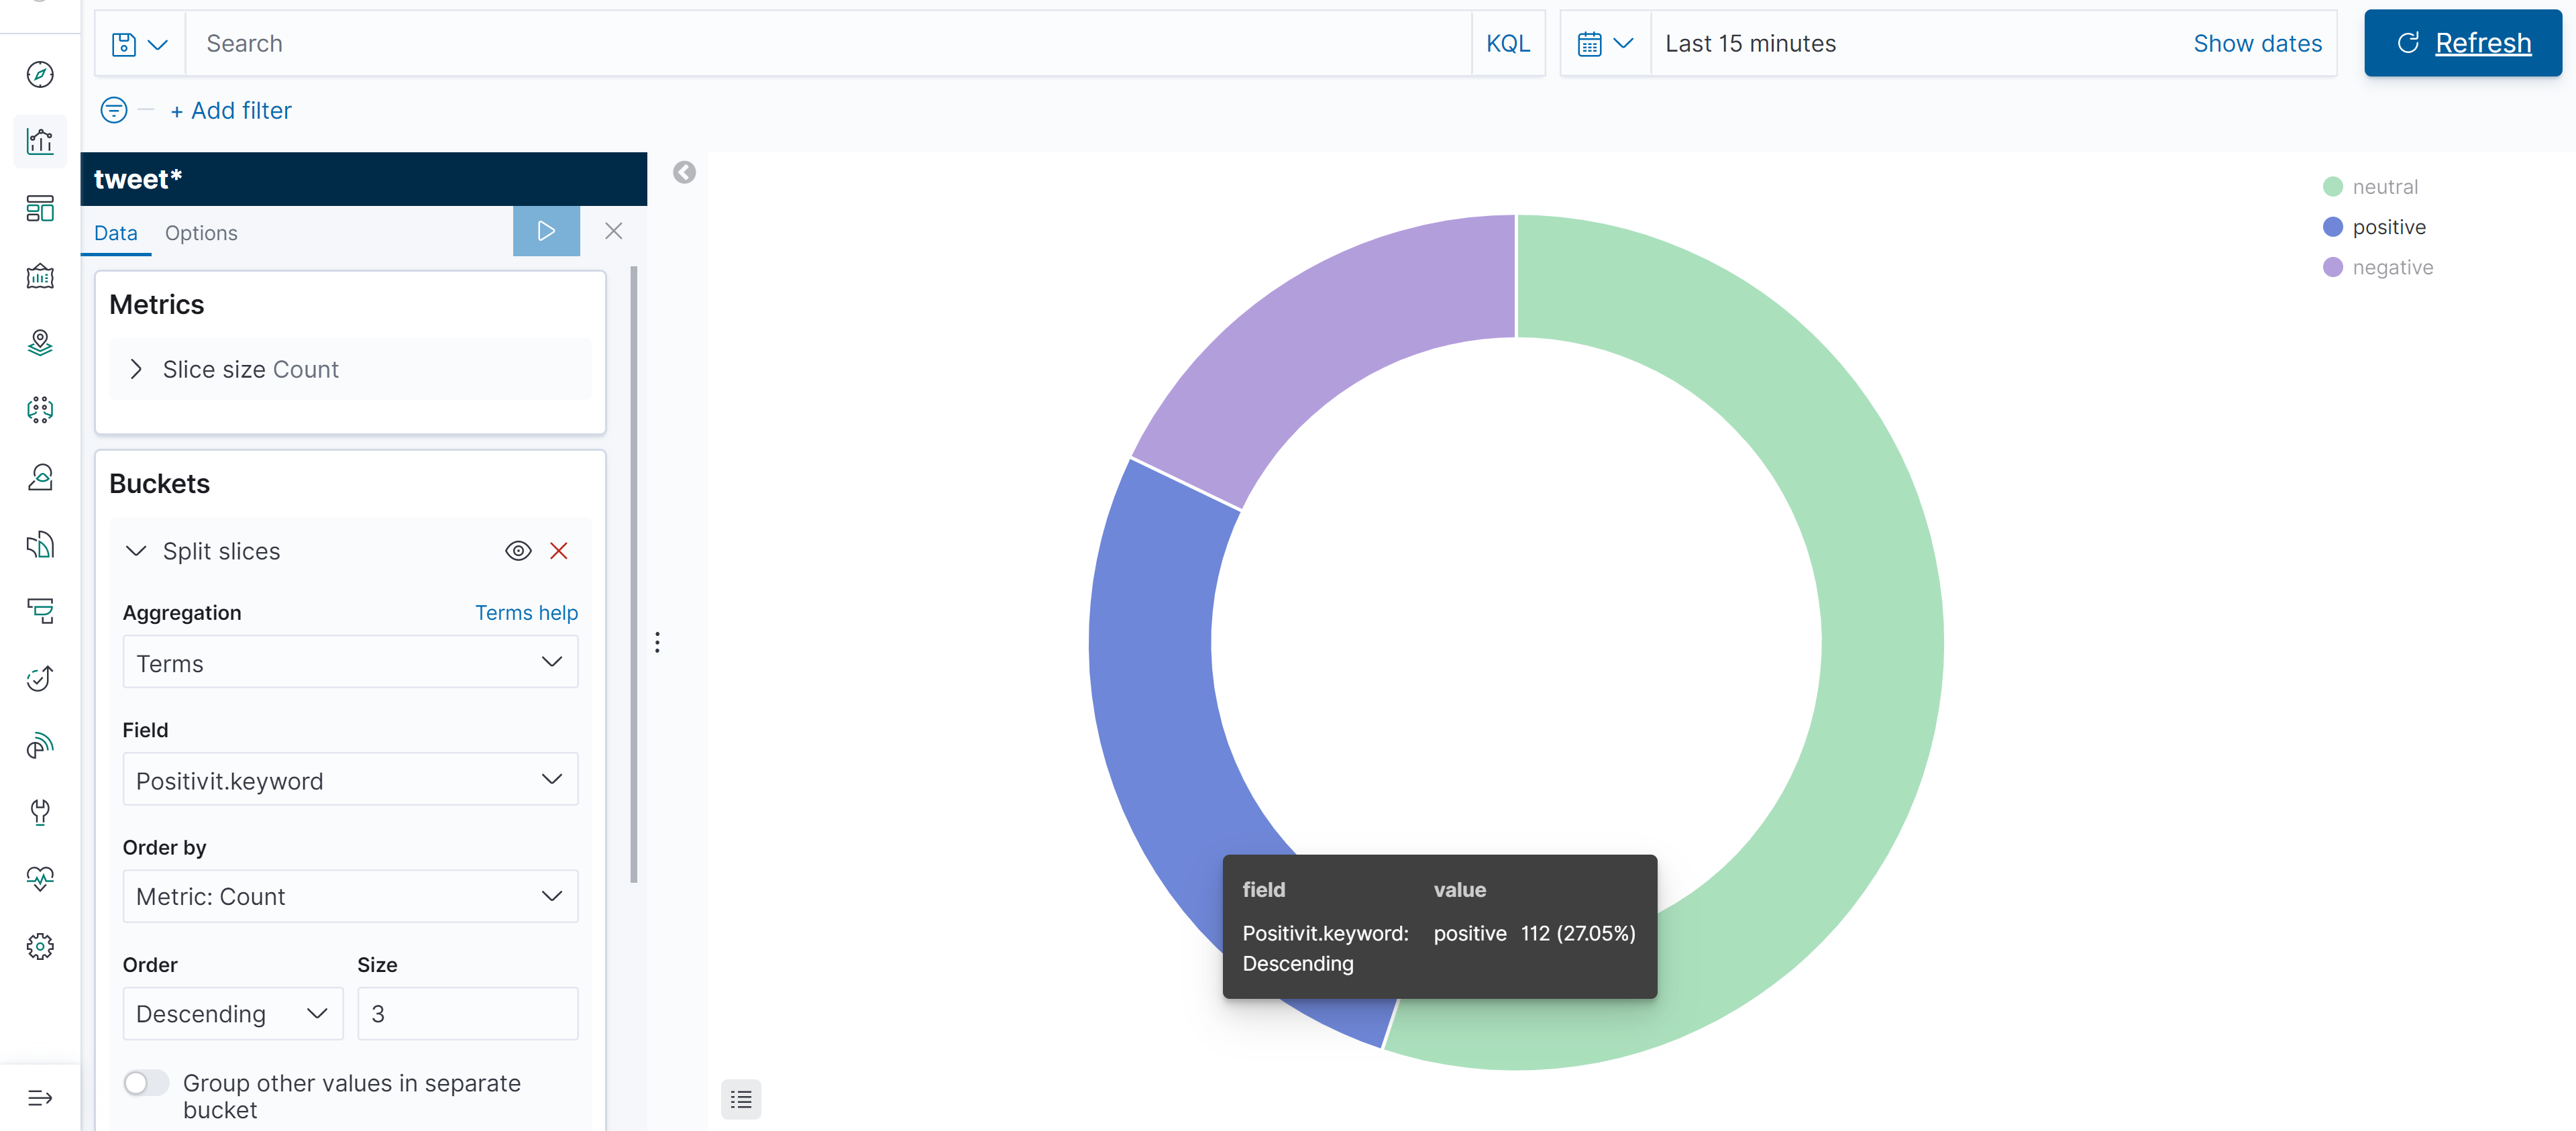 Search
KQL
Last 15 minutes
Show dates
Refresh
+ Add filter
tweet*
Data Options
Metrics
Slice size Count
Buckets
Split slices
Aggregation Terms help
Terms
Field
Positivit.keyword
Order by
Metric: Count
Order Size
Descending 3
Group other values in separate
bucket
neutral
positive
negative
field value
Positivit.keyword: positive 112 (27.05%)
Descending